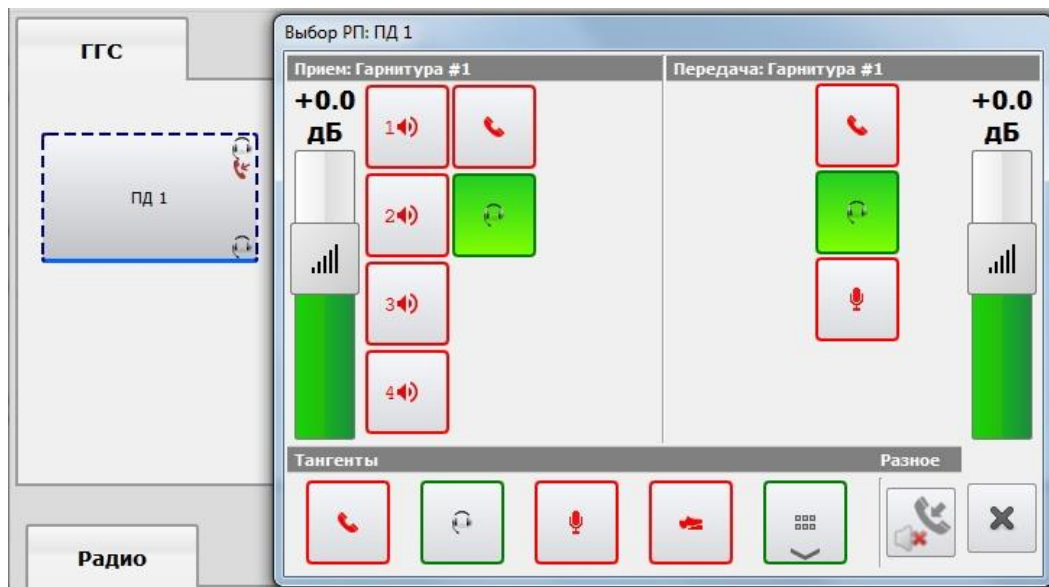 ГГС
ПД 1
Радио
Выбор РП: ПД 1
Прием: Гарнитура #1
Передача: Гарнитура #1
+0.0
дБ
1
2
3
4
+0.0
дБ
Тангенты
Разное